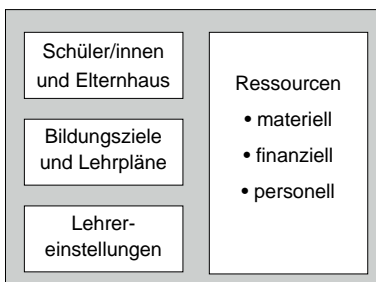 Schüler/innen
und Elternhaus
Bildungsziele
und Lehrpläne
Lehrer-
einstellungen
Ressourcen
• materiell
• finanziell
• personell